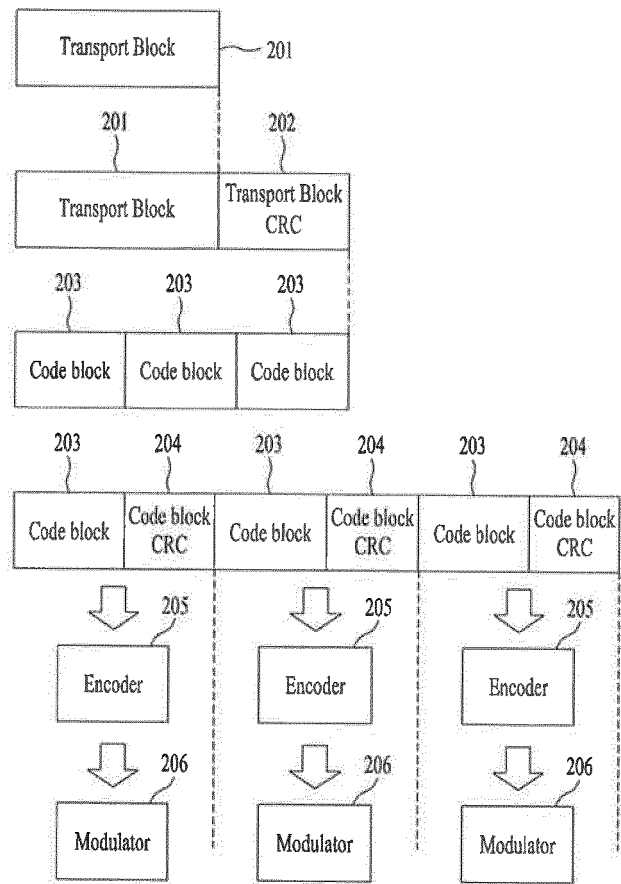 Transport Block
201
201
202
Transport Block
Transport Block
CRC
203
203
203
Code block
Code block
Code block
203
204
203
204
203
204
Code block
Code block
CRC
Code block
Code block
CRC
Code block
Code block
CRC
205
205
205
Encoder
Encoder
Encoder
206
206
206
Modulator
Modulator
Modulator